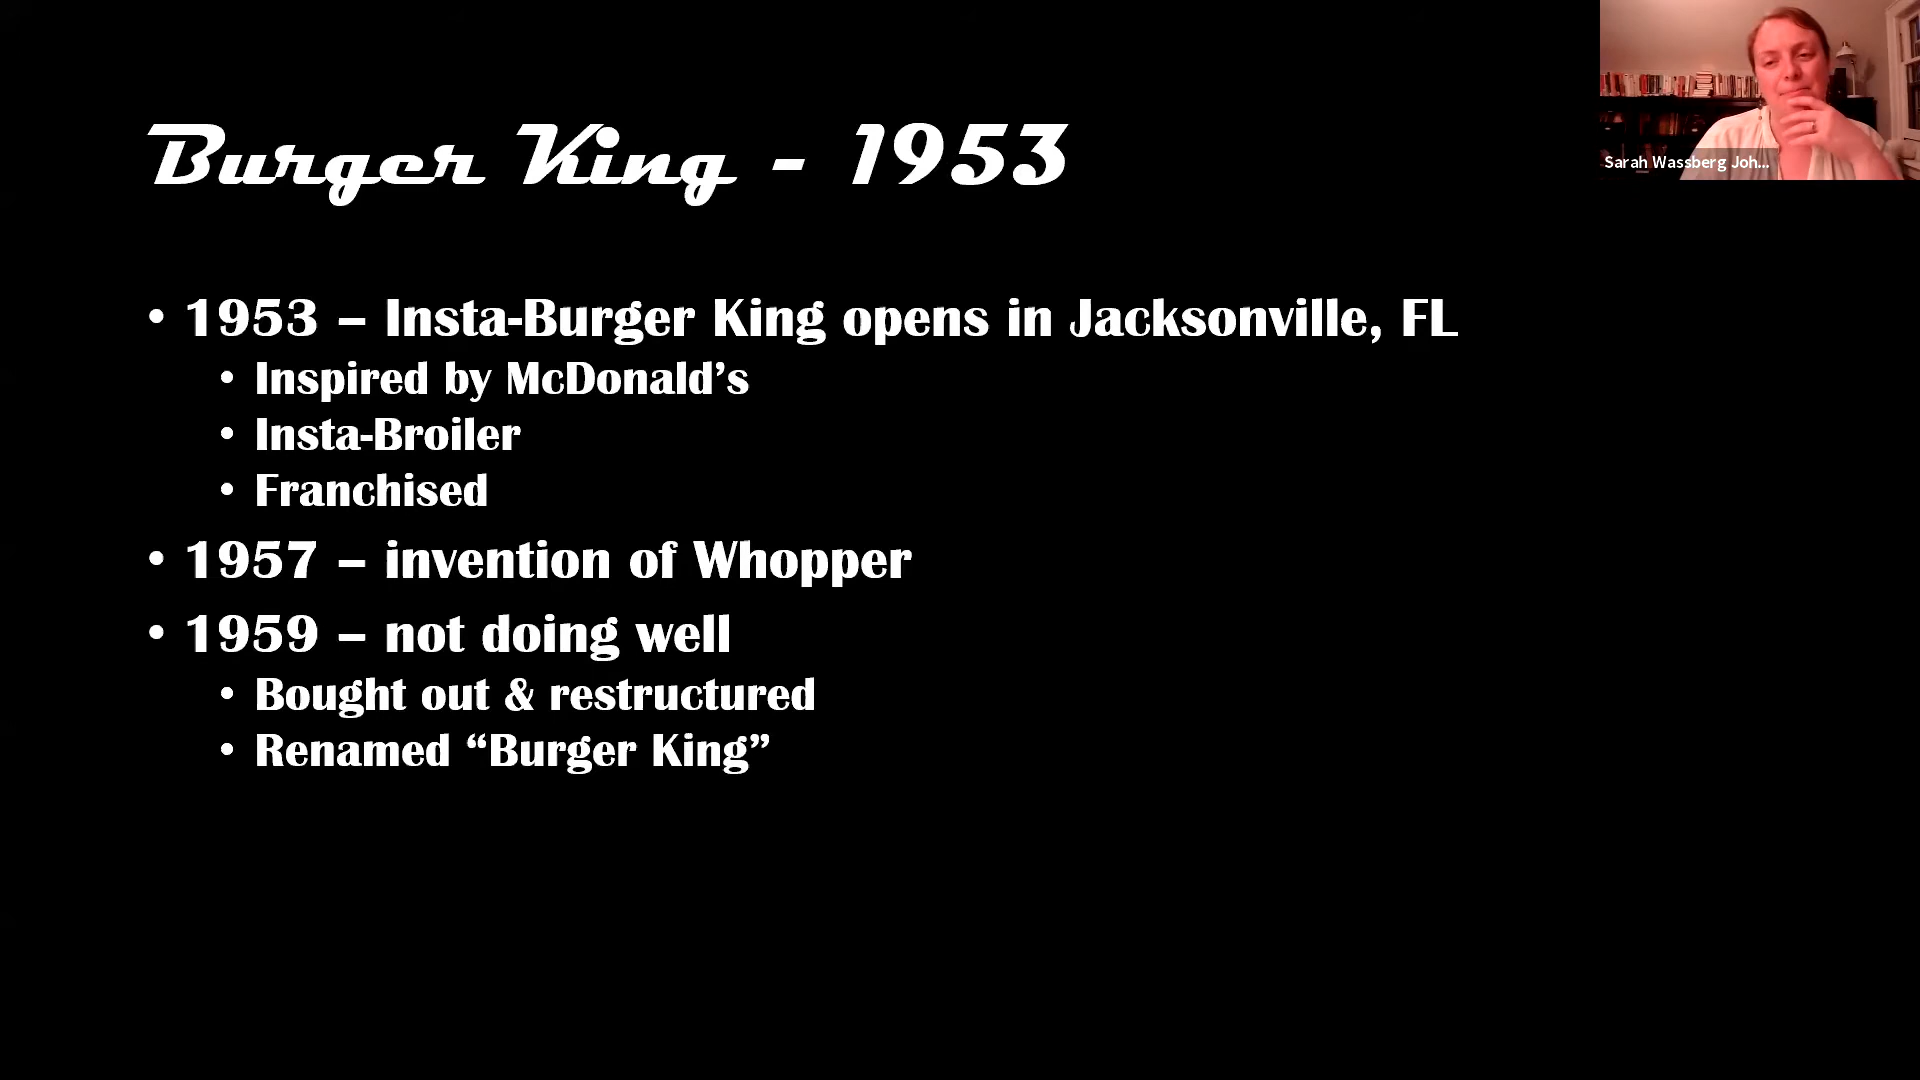 Burger King - 1953
Sarah Wassberg Joh...
• 1953 – Insta-Burger King opens in Jacksonville, FL
• Inspired by McDonald’s
• Insta-Broiler
• Franchised
• 1957 – invention of Whopper
• 1959 – not doing well
• Bought out & restructured
• Renamed “Burger King”